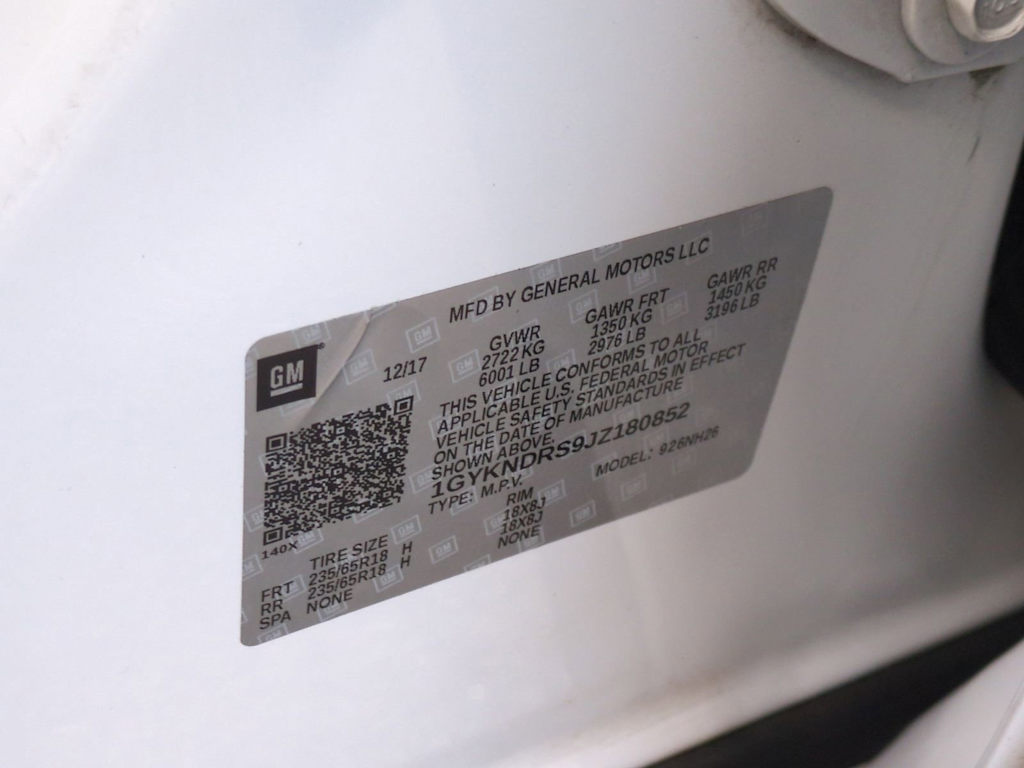 MFD BY GENERAL MOTORS LLC
GM
12/17
GVWR GAWR FRT GAWR RR
2722 KG 1350 KG 1450 KG
6001 LB 2976 LB 3196 LB
THIS VEHICLE CONFORMS TO ALL
APPLICABLE U.S. FEDERAL MOTOR
VEHICLE SAFETY STANDARDS IN EFFECT
ON THE DATE OF MANUFACTURE
SHOWN ABOVE.
1GYKNDRS9JZ180852
TYPE: M.P.V. MODEL: 926NH26
140X
TIRE SIZE RIM
FRT 235/65R18 H 18X8J
RR 235/65R18 H 18X8J
SPA NONE NONE